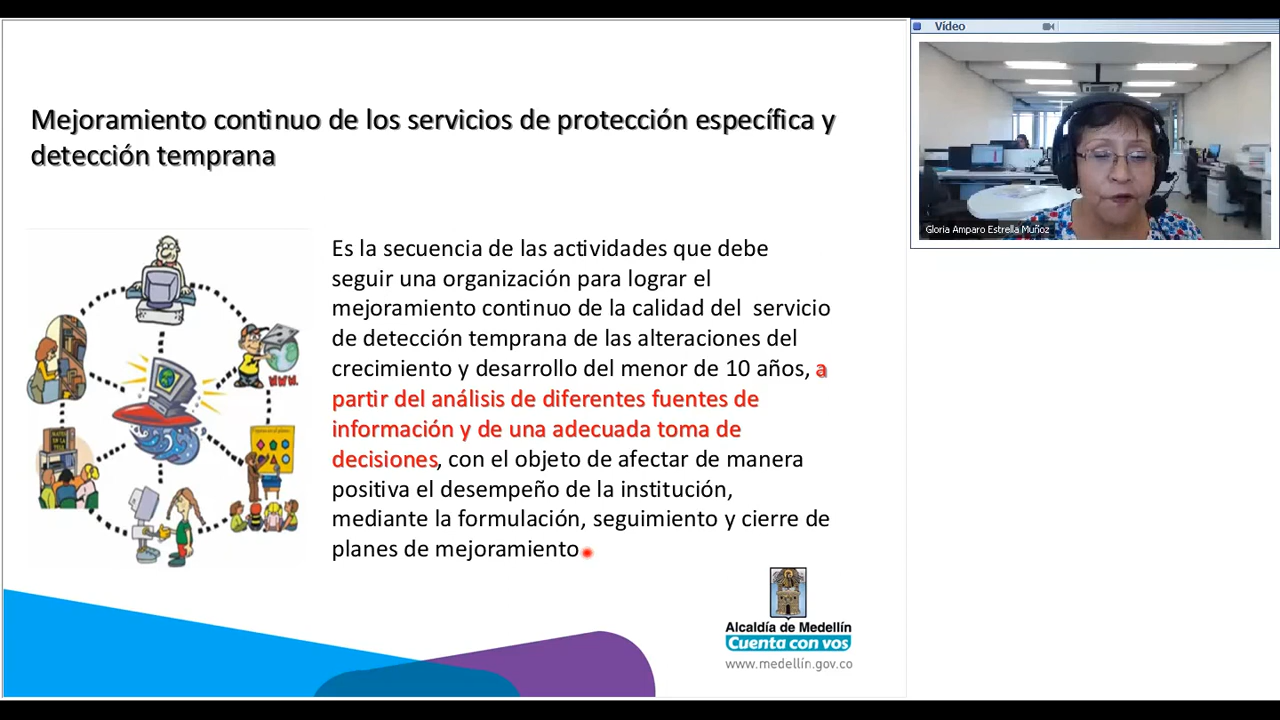 Vídeo
Mejoramiento continuo de los servicios de protección específica y
detección temprana
Gloria Amparo Estrella Muñoz
Es la secuencia de las actividades que debe
seguir una organización para lograr el
mejoramiento continuo de la calidad del servicio
de detección temprana de las alteraciones del
crecimiento y desarrollo del menor de 10 años, a
partir del análisis de diferentes fuentes de
información y de una adecuada toma de
decisiones, con el objeto de afectar de manera
positiva el desempeño de la institución,
mediante la formulación, seguimiento y cierre de
planes de mejoramiento
WWW.
Alcaldía de Medellín
Cuenta con vos
www.medellín.gov.co